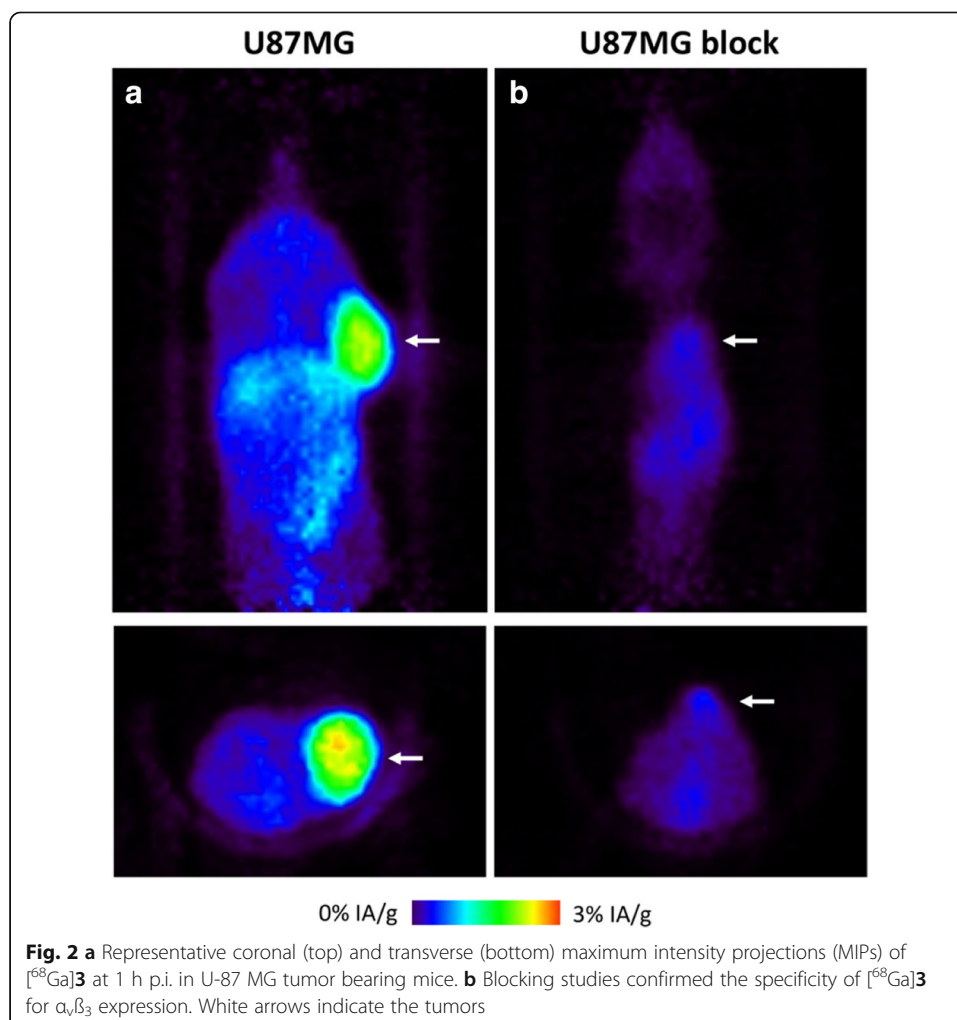 U87MG
U87MG block
a
b
0% IA/g
3% IA/g
Fig. 2 a Representative coronal (top) and transverse (bottom) maximum intensity projections (MIPs) of
[⁶⁸Ga]3 at 1 h p.i. in U-87 MG tumor bearing mice. b Blocking studies confirmed the specificity of [⁶⁸Ga]3
for αᵥß₃ expression. White arrows indicate the tumors